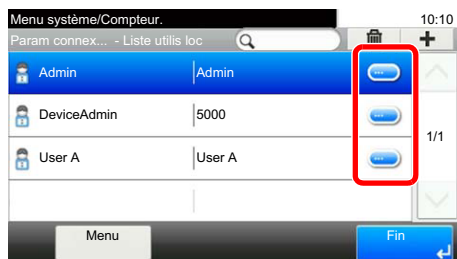 Menu système/Compteur. 10:10
Param connex... - Liste utilis loc
Admin Admin
DeviceAdmin 5000
User A User A
1/1
Menu Fin